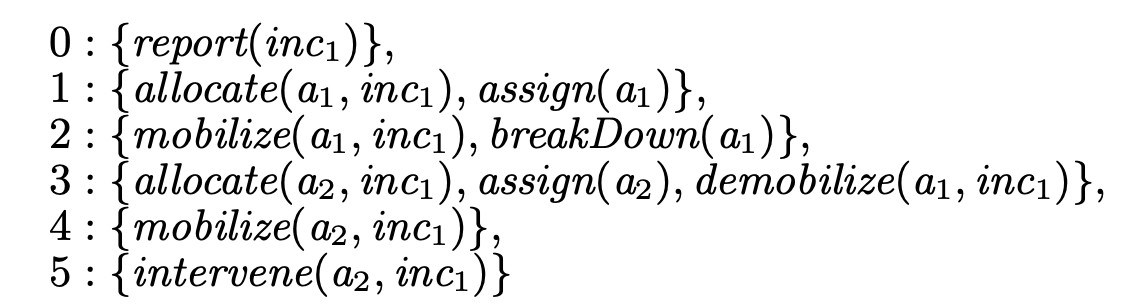 0 : {report(inc₁)},
1 : {allocate(a₁, inc₁), assign(a₁)},
2 : {mobilize(a₁, inc₁), breakDown(a₁)},
3 : {allocate(a₂, inc₁), assign(a₂), demobilize(a₁, inc₁)},
4 : {mobilize(a₂, inc₁)},
5 : {intervene(a₂, inc₁)}